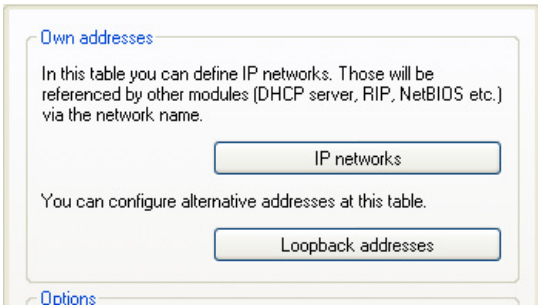 Own addresses
In this table you can define IP networks. Those will be
referenced by other modules (DHCP server, RIP, NetBIOS etc.)
via the network name.
IP networks
You can configure alternative addresses at this table.
Loopback addresses
Options